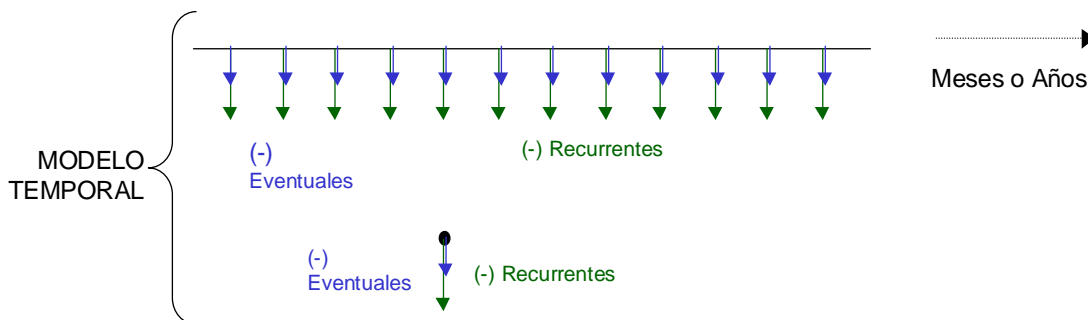 Meses o Años
(-)
Eventuales
(-) Recurrentes
MODELO
TEMPORAL
(-)
Eventuales
(-) Recurrentes